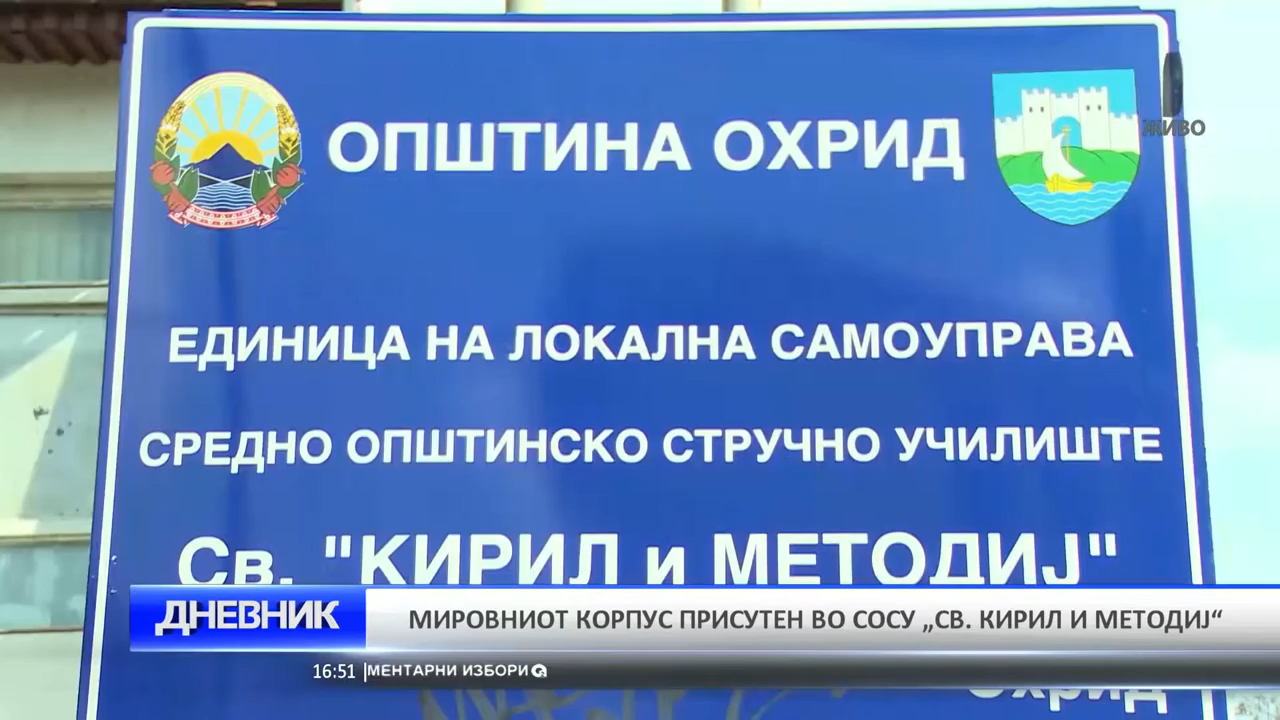 ОПШТИНА ОХРИД
ЖИВО
ЕДИНИЦА НА ЛОКАЛНА САМОУПРАВА
СРЕДНО ОПШТИНСКО СТРУЧНО УЧИЛИШТЕ
Св. "КИРИЛ и МЕТОДИЈ"
ДНЕВНИК
МИРОВНИОТ КОРПУС ПРИСУТЕН ВО СОСУ „СВ. КИРИЛ И МЕТОДИЈ“
16:51
МЕНТАРНИ ИЗБОРИ
Охрид